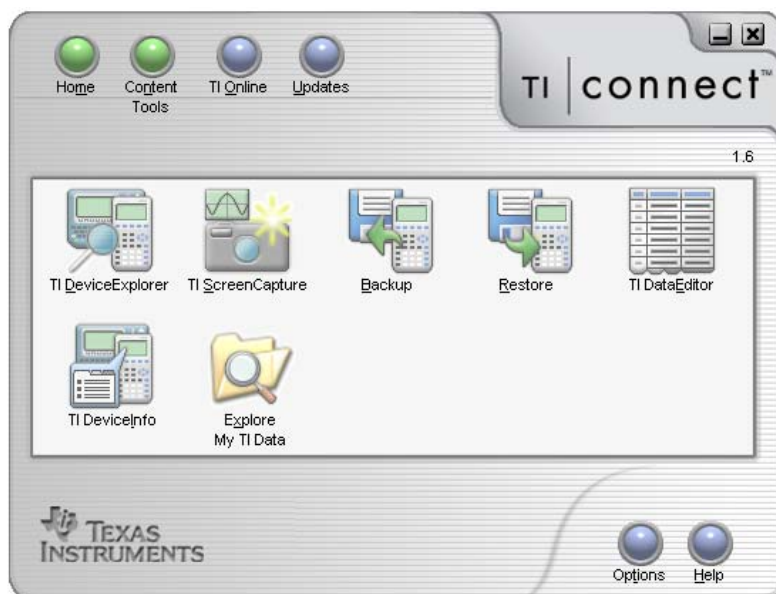 Home
Content
Tools
TI Online
Updates
TI connect™
1.6
TI DeviceExplorer
TI ScreenCapture
Backup
Restore
TI DataEditor
TI DeviceInfo
Explore
My TI Data
TEXAS
INSTRUMENTS
Options
Help